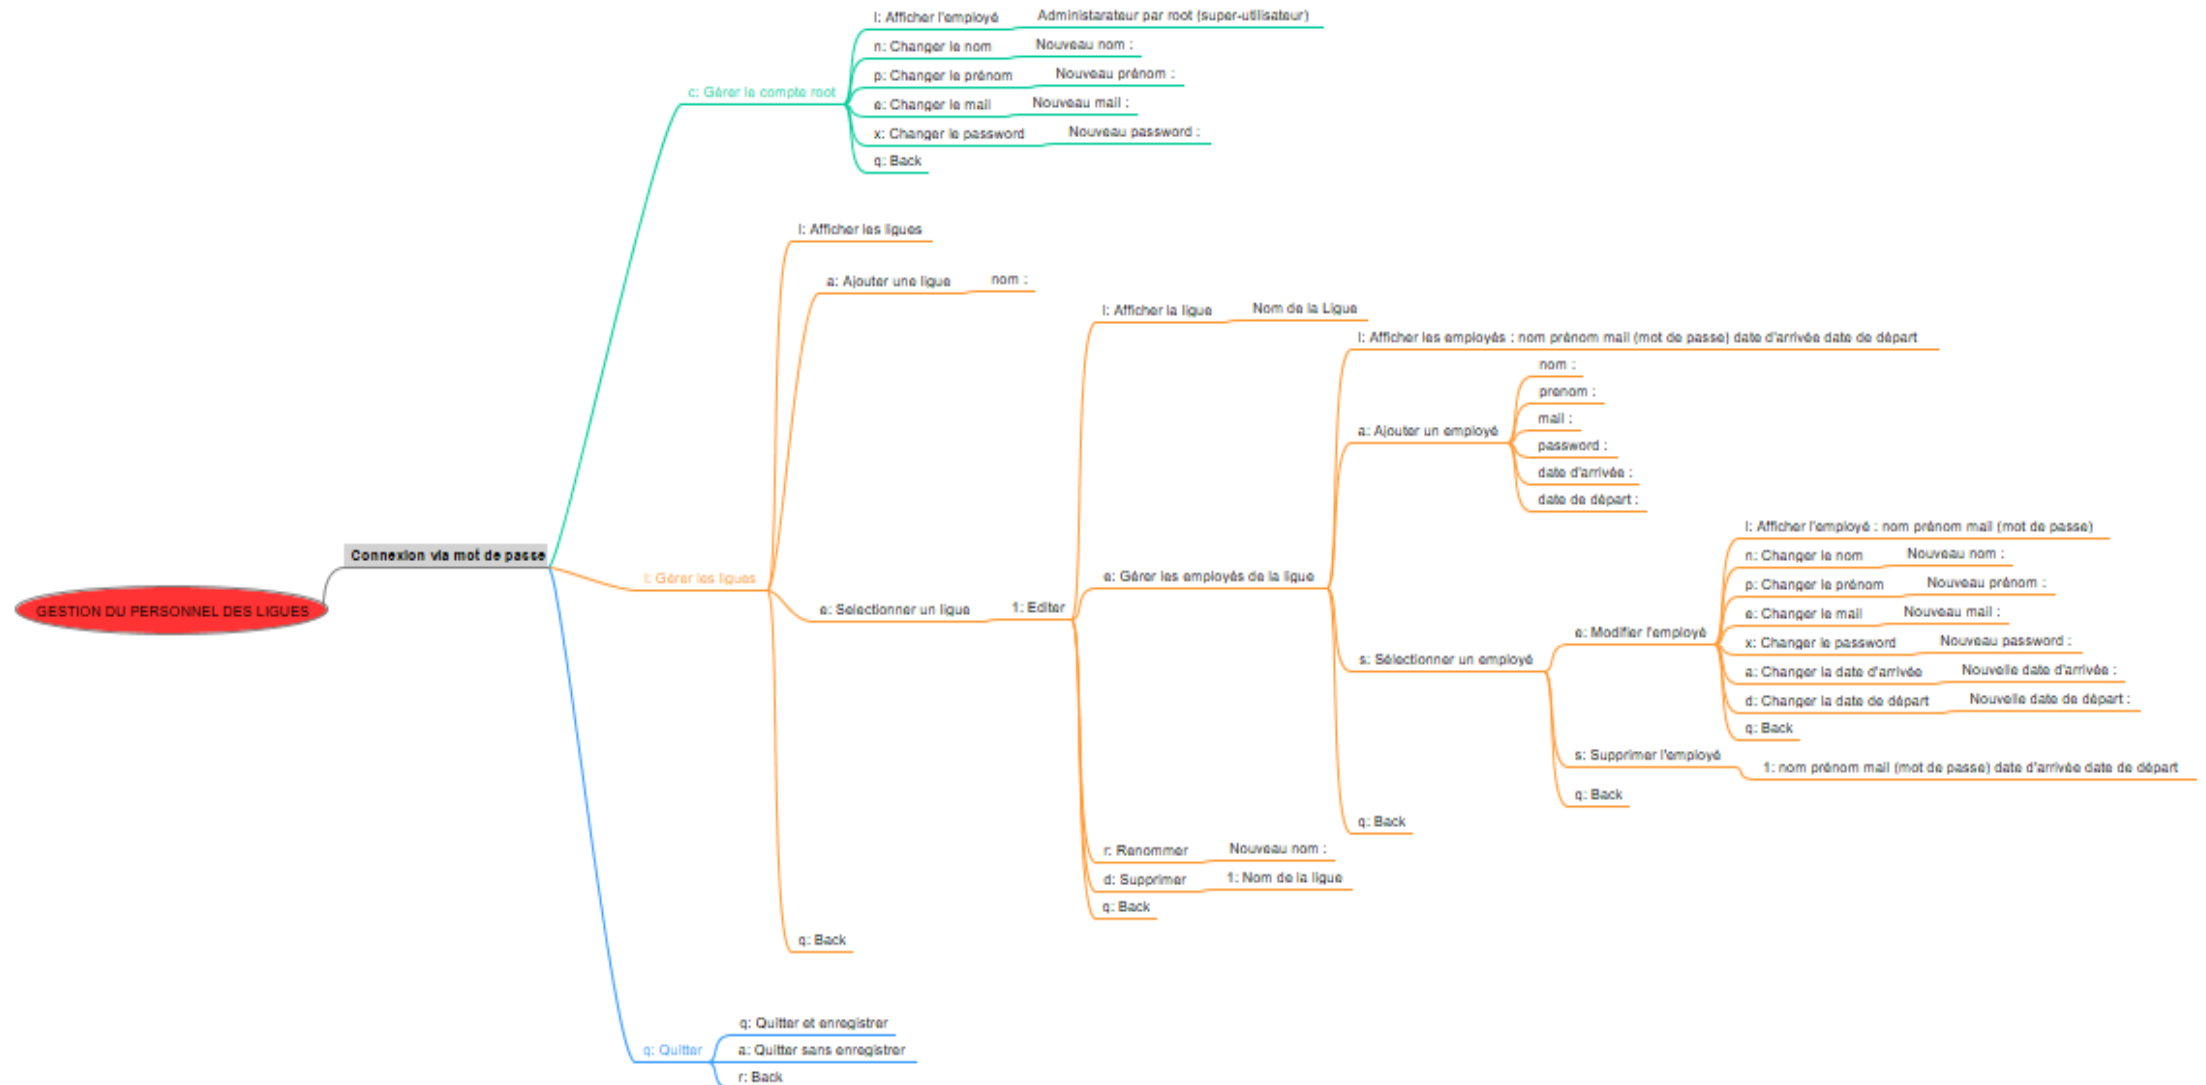 GESTION DU PERSONNEL DES LIGUES
Connexion via mot de passe
c: Gérer le compte root
l: Afficher l'employé
Administarateur par root (super-utilisateur)
n: Changer le nom
Nouveau nom :
p: Changer le prénom
Nouveau prénom :
e: Changer le mail
Nouveau mail :
x: Changer le password
Nouveau password :
q: Back
l: Gérer les ligues
l: Afficher les ligues
a: Ajouter une ligue
nom :
e: Selectionner un ligue
1: Editer
l: Afficher la ligue
Nom de la Ligue
e: Gérer les employés de la ligue
l: Afficher les employés : nom prénom mail (mot de passe) date d'arrivée date de départ
a: Ajouter un employé
nom :
prenom :
mail :
password :
date d'arrivée :
date de départ :
s: Sélectionner un employé
e: Modifier l'employé
l: Afficher l'employé : nom prénom mail (mot de passe)
n: Changer le nom
Nouveau nom :
p: Changer le prénom
Nouveau prénom :
e: Changer le mail
Nouveau mail :
x: Changer le password
Nouveau password :
a: Changer la date d'arrivée
Nouvelle date d'arrivée :
d: Changer la date de départ
Nouvelle date de départ :
q: Back
s: Supprimer l'employé
1: nom prénom mail (mot de passe) date d'arrivée date de départ
q: Back
q: Back
r: Renommer
Nouveau nom :
d: Supprimer
1: Nom de la ligue
q: Back
q: Back
q: Quitter
q: Quitter et enregistrer
a: Quitter sans enregistrer
r: Back